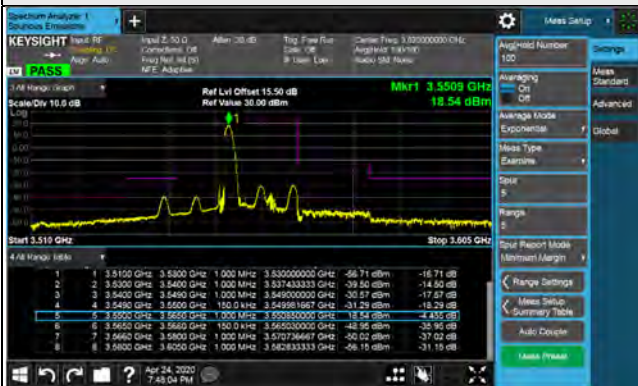 Spectrum Analyzer 1
Spurious Emissions
Meas Setup
KEYSIGHT Input: RF
Align: Auto
Input Z: 50 Ω
Corrections: Off
Freq Ref: Int (S)
NFE: Adaptive
Atten: 30 dB
Trig: Free Run
Gate: Off
IF Gain: Low
Avg|Hold: 100/100
Radio Std: None
PASS
3 All Range Graph
Scale/Div 10.0 dB
Ref Lvl Offset 15.50 dB
Ref Value 30.00 dBm
Mkr1 3.5509 GHz
18.54 dBm
Log
1
Start 3.510 GHz
Stop 3.605 GHz
4 All Range Table
1 1 3.5100 GHz 3.5300 GHz 1.000 MHz 3.530000000 GHz -56.71 dBm -16.71 dB
2 2 3.5300 GHz 3.5400 GHz 1.000 MHz 3.537433333 GHz -39.50 dBm -14.50 dB
3 3 3.5400 GHz 3.5490 GHz 1.000 MHz 3.549000000 GHz -30.57 dBm -17.57 dB
4 4 3.5490 GHz 3.5500 GHz 150.0 kHz 3.549981667 GHz -31.29 dBm -18.29 dB
5 5 3.5500 GHz 3.5650 GHz 1.000 MHz 3.550850000 GHz 18.54 dBm -4.455 dB
6 6 3.5650 GHz 3.5660 GHz 150.0 kHz 3.565030000 GHz -48.95 dBm -35.95 dB
7 7 3.5660 GHz 3.5800 GHz 1.000 MHz 3.570736667 GHz -50.02 dBm -37.02 dB
8 8 3.5800 GHz 3.6050 GHz 1.000 MHz 3.582833333 GHz -56.15 dBm -31.15 dB
Avg|Hold Number
100
Averaging
On
Off
Average Mode
Exponential
Meas Type
Examine
Spur
5
Range
5
Spur Report Mode
Minimum Margin
Range Settings
Meas Setup
Summary Table
Auto Couple
Meas Preset
Settings
Meas
Standard
Advanced
Global
Apr 24, 2020
7:48:04 PM